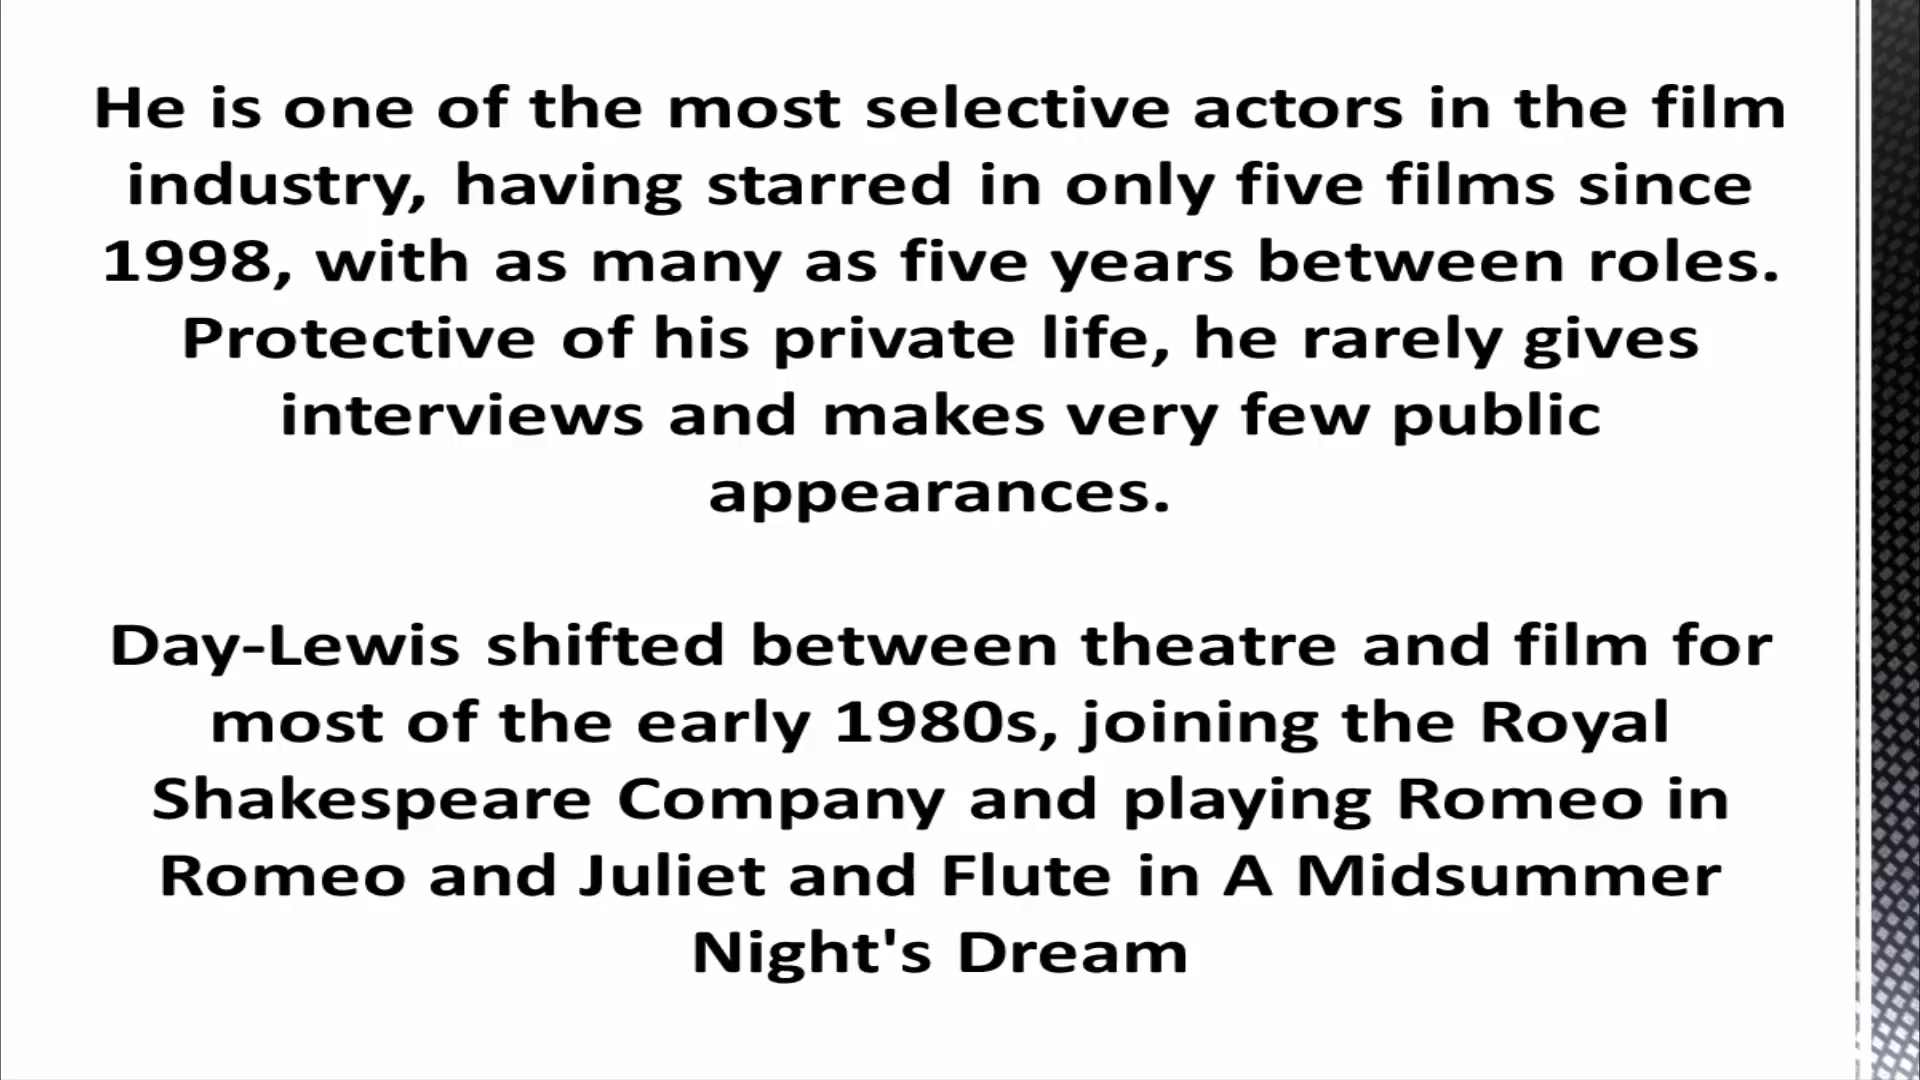 He is one of the most selective actors in the film
industry, having starred in only five films since
1998, with as many as five years between roles.
Protective of his private life, he rarely gives
interviews and makes very few public
appearances.
Day-Lewis shifted between theatre and film for
most of the early 1980s, joining the Royal
Shakespeare Company and playing Romeo in
Romeo and Juliet and Flute in A Midsummer
Night's Dream